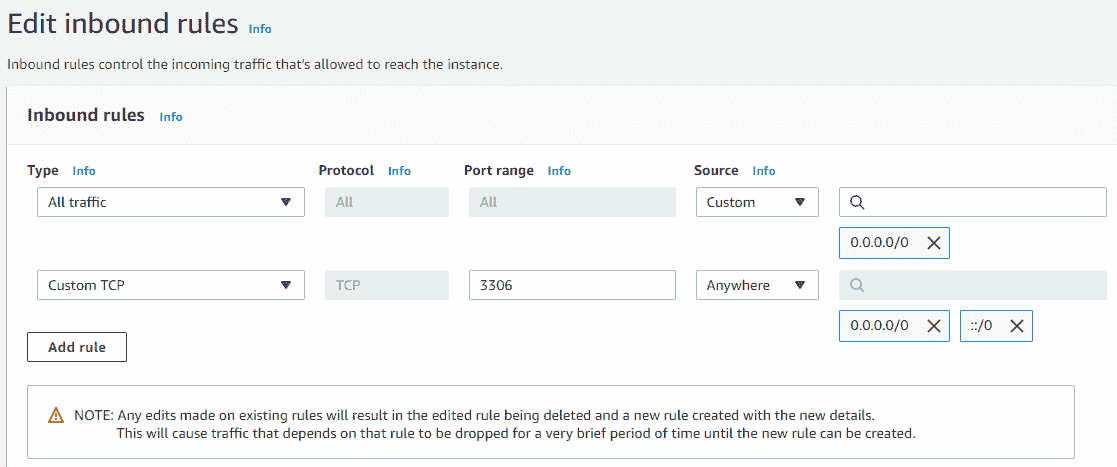 Edit inbound rules Info
Inbound rules control the incoming traffic that's allowed to reach the instance.
Inbound rules Info
Type Info Protocol Info Port range Info Source Info
All traffic All All Custom
0.0.0.0/0
Custom TCP TCP 3306 Anywhere
0.0.0.0/0 ::/0
Add rule
NOTE: Any edits made on existing rules will result in the edited rule being deleted and a new rule created with the new details.
This will cause traffic that depends on that rule to be dropped for a very brief period of time until the new rule can be created.